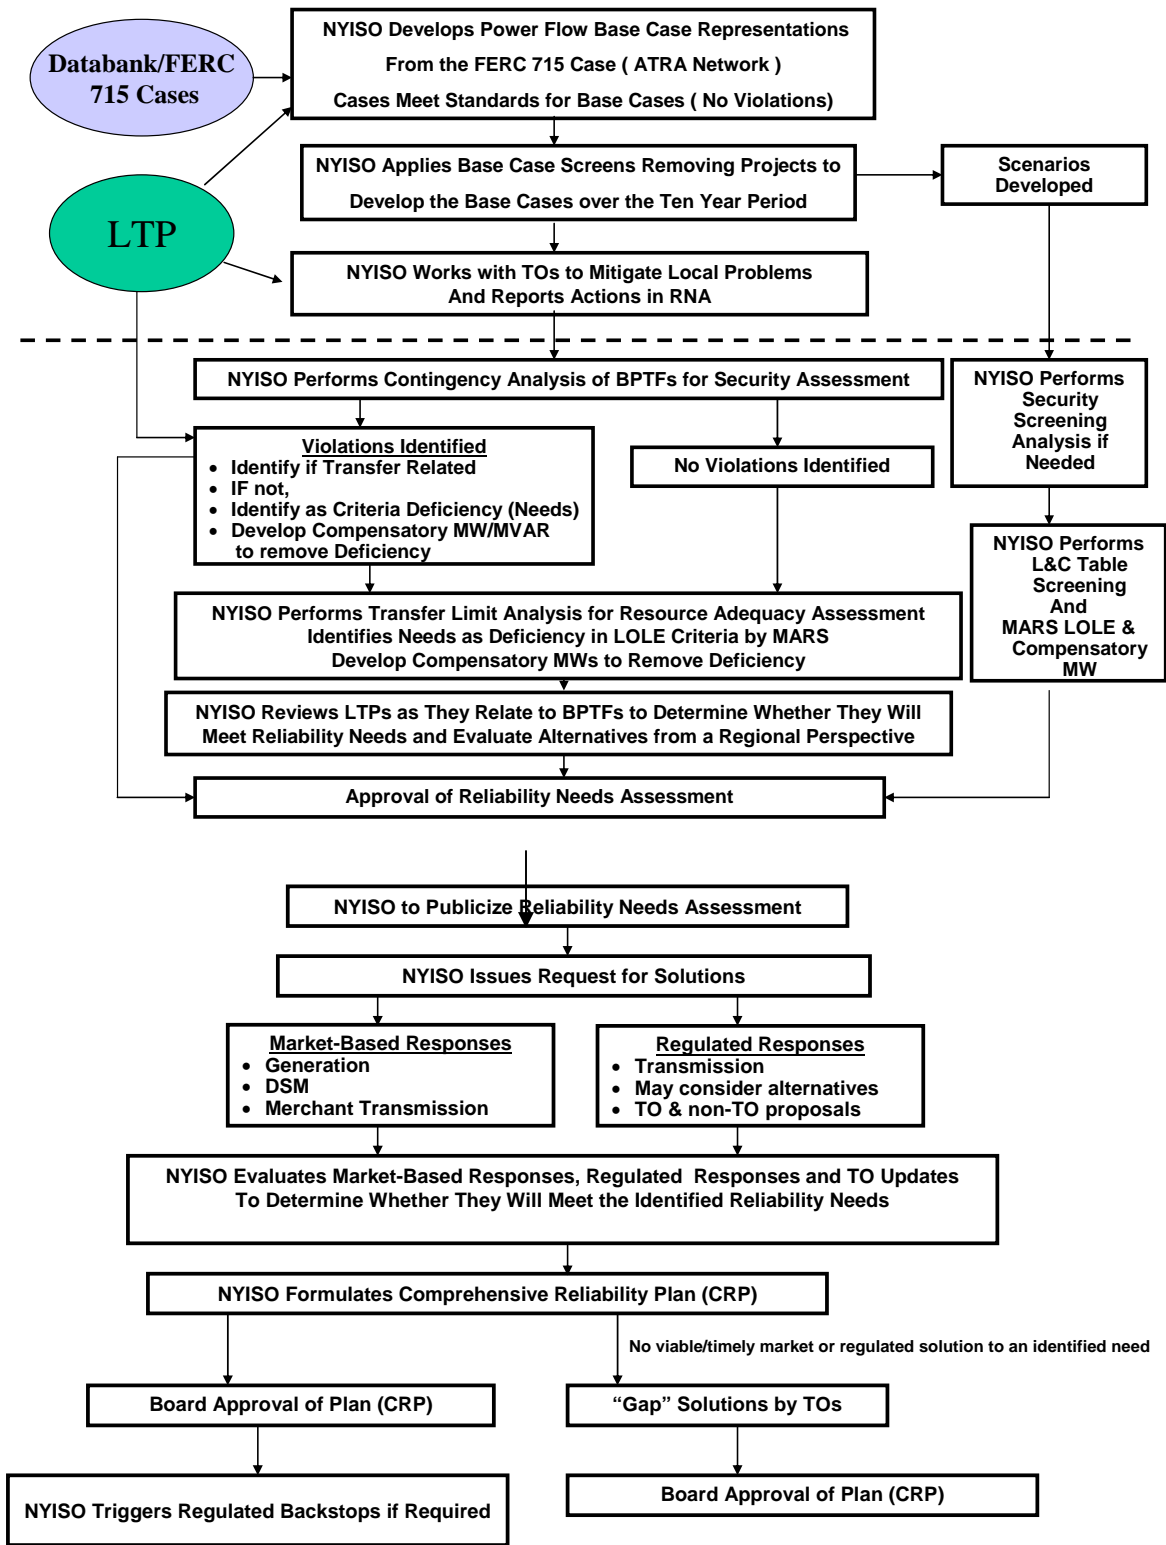 NYISO Develops Power Flow Base Case Representations
From the FERC 715 Case ( ATRA Network )
Cases Meet Standards for Base Cases ( No Violations)
Databank/FERC
715 Cases
NYISO Applies Base Case Screens Removing Projects to
Develop the Base Cases over the Ten Year Period
Scenarios
Developed
LTP
NYISO Works with TOs to Mitigate Local Problems
And Reports Actions in RNA
NYISO Performs Contingency Analysis of BPTFs for Security Assessment
NYISO Performs
Security
Screening
Analysis if
Needed
Violations Identified
• Identify if Transfer Related
• IF not,
• Identify as Criteria Deficiency (Needs)
• Develop Compensatory MW/MVAR
to remove Deficiency
No Violations Identified
NYISO Performs
L&C Table
Screening
And
MARS LOLE &
Compensatory
MW
NYISO Performs Transfer Limit Analysis for Resource Adequacy Assessment
Identifies Needs as Deficiency in LOLE Criteria by MARS
Develop Compensatory MWs to Remove Deficiency
NYISO Reviews LTPs as They Relate to BPTFs to Determine Whether They Will
Meet Reliability Needs and Evaluate Alternatives from a Regional Perspective
Approval of Reliability Needs Assessment
NYISO to Publicize Reliability Needs Assessment
NYISO Issues Request for Solutions
Market-Based Responses
• Generation
• DSM
• Merchant Transmission
Regulated Responses
• Transmission
• May consider alternatives
• TO & non-TO proposals
NYISO Evaluates Market-Based Responses, Regulated Responses and TO Updates
To Determine Whether They Will Meet the Identified Reliability Needs
NYISO Formulates Comprehensive Reliability Plan (CRP)
No viable/timely market or regulated solution to an identified need
Board Approval of Plan (CRP)
“Gap” Solutions by TOs
NYISO Triggers Regulated Backstops if Required
Board Approval of Plan (CRP)